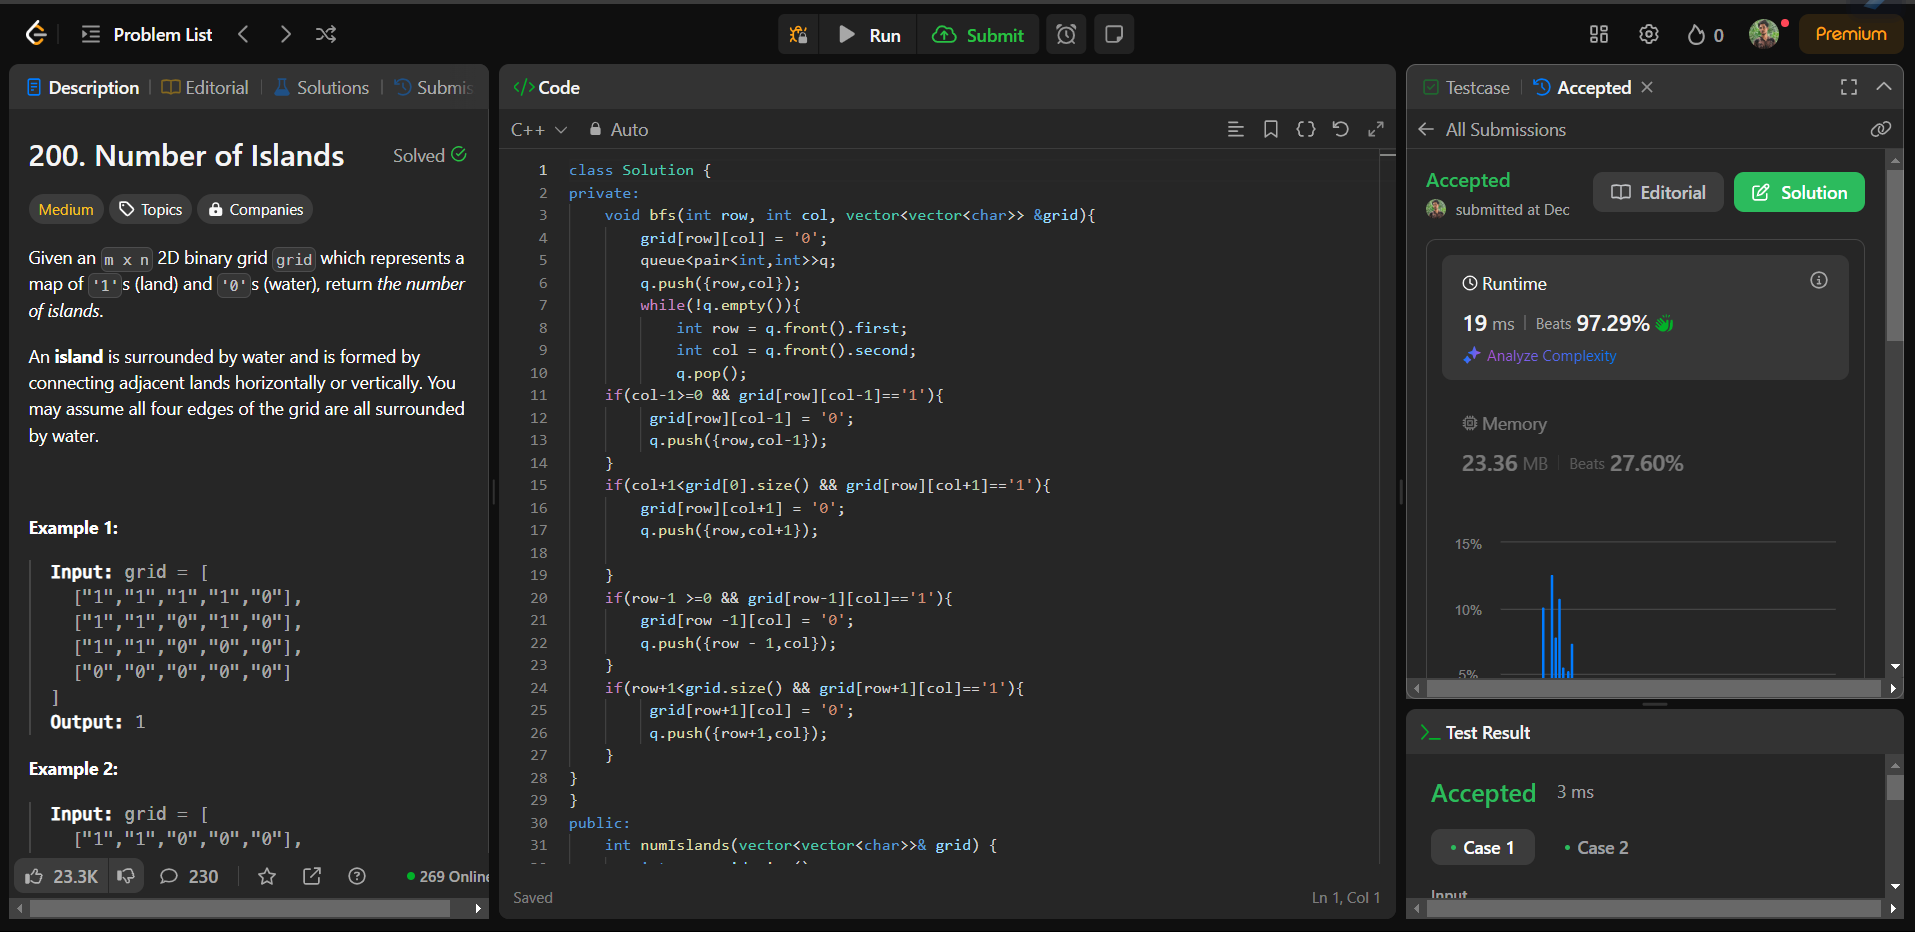 Problem List
Run
Submit
0
Premium
Description
Editorial
Solutions
Submis
200. Number of Islands
Solved
Medium
Topics
Companies
Given an m x n 2D binary grid grid which represents a
map of '1's (land) and '0's (water), return the number
of islands.
An island is surrounded by water and is formed by
connecting adjacent lands horizontally or vertically. You
may assume all four edges of the grid are all surrounded
by water.
Example 1:
Input: grid = [
["1","1","1","1","0"],
["1","1","0","1","0"],
["1","1","0","0","0"],
["0","0","0","0","0"]
]
Output: 1
Example 2:
Input: grid = [
["1","1","0","0","0"],
23.3K
230
269 Online
</> Code
C++
Auto
1 class Solution {
2 private:
3 void bfs(int row, int col, vector<vector<char>> &grid){
4 grid[row][col] = '0';
5 queue<pair<int,int>>q;
6 q.push({row,col});
7 while(!q.empty()){
8 int row = q.front().first;
9 int col = q.front().second;
10 q.pop();
11 if(col-1>=0 && grid[row][col-1]=='1'){
12 grid[row][col-1] = '0';
13 q.push({row,col-1});
14 }
15 if(col+1<grid[0].size() && grid[row][col+1]=='1'){
16 grid[row][col+1] = '0';
17 q.push({row,col+1});
18
19 }
20 if(row-1 >=0 && grid[row-1][col]=='1'){
21 grid[row -1][col] = '0';
22 q.push({row - 1,col});
23 }
24 if(row+1<grid.size() && grid[row+1][col]=='1'){
25 grid[row+1][col] = '0';
26 q.push({row+1,col});
27 }
28 }
29 }
30 public:
31 int numIslands(vector<vector<char>>& grid) {
Saved
Ln 1, Col 1
Testcase
Accepted
All Submissions
Accepted
submitted at Dec
Editorial
Solution
Runtime
19 ms
Beats 97.29%
Analyze Complexity
Memory
23.36 MB
Beats 27.60%
15%
10%
5%
>_ Test Result
Accepted
3 ms
Case 1
Case 2
Input